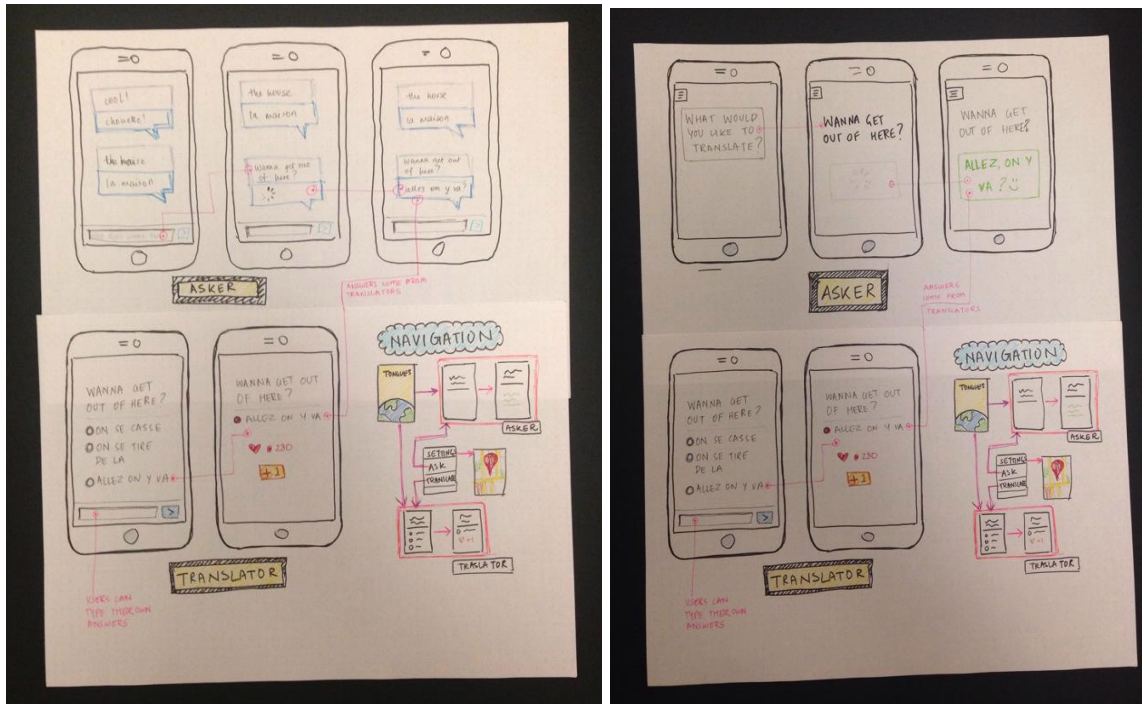 cool!
chouere!
the house
la maison
the house
la maison
Wanna get out
of here?
the house
la maison
Wanna get out
of here?
allez on y va?
ASKER
ANSWERS COME FROM
TRANSLATORS
WANNA GET
OUT OF HERE?
ON SE CASSE
ON SE TIRE
DE LA
ALLEZ ON Y VA
WANNA GET OUT
OF HERE?
ALLEZ ON Y VA
230
+1
TRANSLATOR
USERS CAN
TYPE THEIR OWN
ANSWERS
NAVIGATION
TONGUES
ASKER
SETTINGS
ASK
TRANSLATE
TRASLATOR
WHAT WOULD
YOU LIKE TO
TRANSLATE?
WANNA GET
OUT OF HERE?
WANNA GET
OUT OF HERE?
ALLEZ, ON Y
VA?
ASKER
ANSWERS
COME FROM
TRANSLATORS
WANNA GET
OUT OF HERE?
ON SE CASSE
ON SE TIRE
DE LA
ALLEZ ON Y VA
WANNA GET OUT
OF HERE?
ALLEZ ON Y VA
230
+1
TRANSLATOR
USERS CAN
TYPE THEIR OWN
ANSWERS
NAVIGATION
TONGUES
ASKER
SETTINGS
ASK
TRANSLATE
TRASLATOR